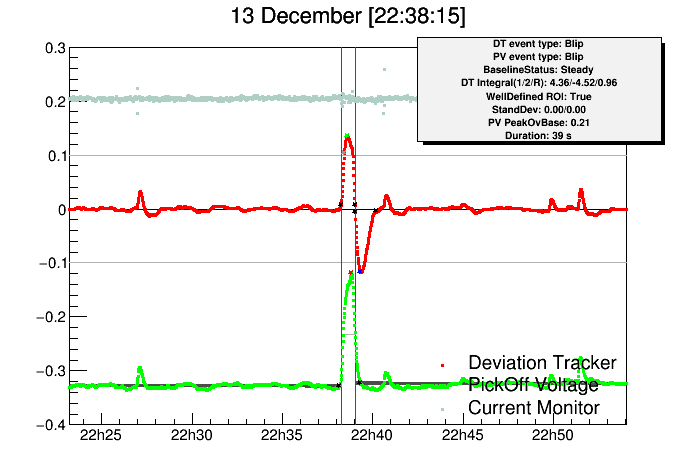 13 December [22:38:15]
DT event type: Blip
PV event type: Blip
BaselineStatus: Steady
DT Integral(1/2/R): 4.36/-4.52/0.96
WellDefined ROI: True
StandDev: 0.00/0.00
PV PeakOvBase: 0.21
Duration: 39 s
0.3
0.2
0.1
0
−0.1
−0.2
−0.3
−0.4
Deviation Tracker
PickOff Voltage
Current Monitor
22h25 22h30 22h35 22h40 22h45 22h50